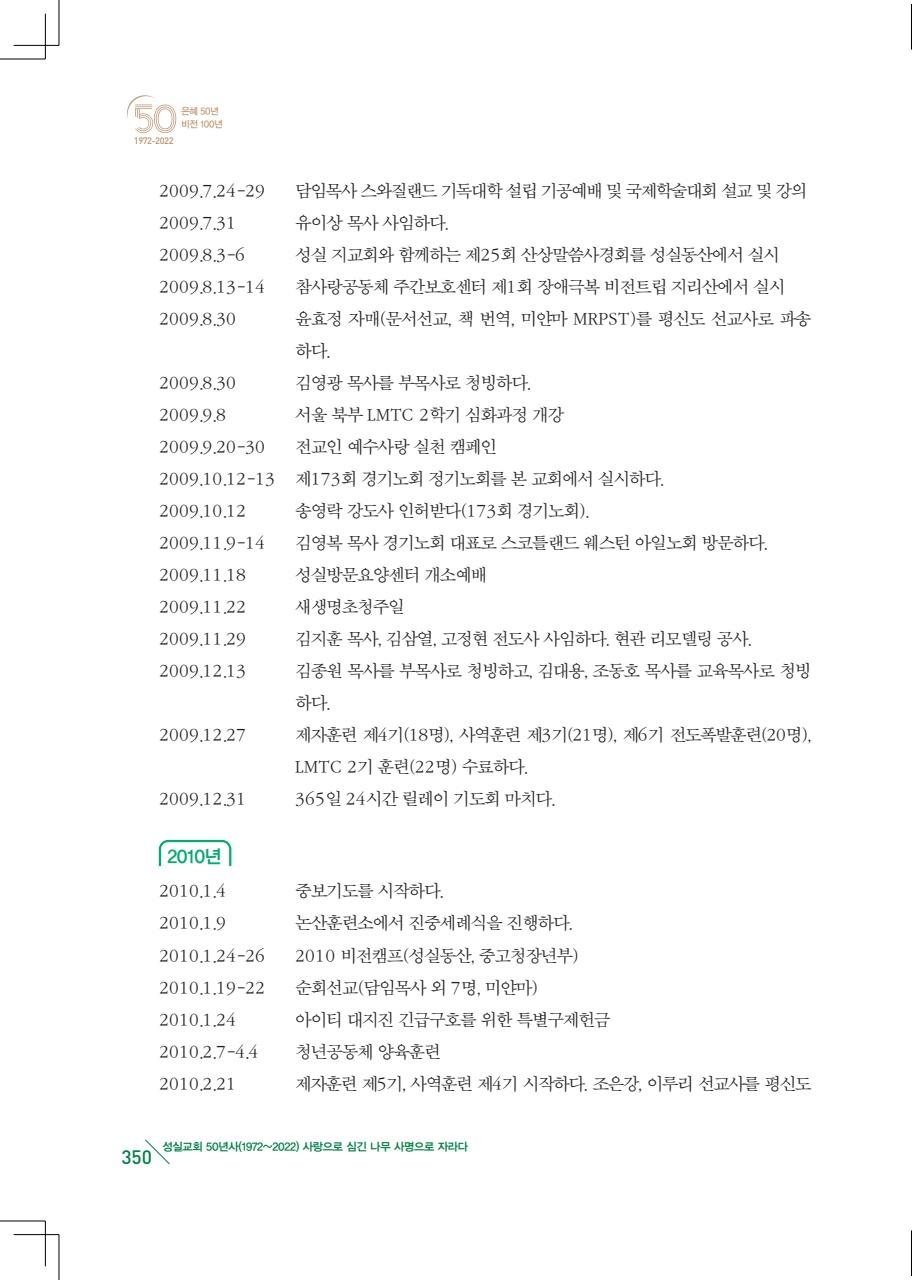 50 은혜 50년
비전 100년
1972-2022
2009.7.24-29 담임목사 스와질랜드 기독대학 설립 기공예배 및 국제학술대회 설교 및 강의
2009.7.31 유이상 목사 사임하다.
2009.8.3-6 성실 지교회와 함께하는 제25회 산상말씀사경회를 성실동산에서 실시
2009.8.13-14 참사랑공동체 주간보호센터 제1회 장애극복 비전트립 지리산에서 실시
2009.8.30 윤효정 자매(문서선교, 책 번역, 미얀마 MRPST)를 평신도 선교사로 파송
하다.
2009.8.30 김영광 목사를 부목사로 청빙하다.
2009.9.8 서울 북부 LMTC 2학기 심화과정 개강
2009.9.20-30 전교인 예수사랑 실천 캠페인
2009.10.12-13 제173회 경기노회 정기노회를 본 교회에서 실시하다.
2009.10.12 송영락 강도사 인허받다(173회 경기노회).
2009.11.9-14 김영복 목사 경기노회 대표로 스코틀랜드 웨스턴 아일노회 방문하다.
2009.11.18 성실방문요양센터 개소예배
2009.11.22 새생명초청주일
2009.11.29 김지훈 목사, 김삼열, 고정현 전도사 사임하다. 현관 리모델링 공사.
2009.12.13 김종원 목사를 부목사로 청빙하고, 김대용, 조동호 목사를 교육목사로 청빙
하다.
2009.12.27 제자훈련 제4기(18명), 사역훈련 제3기(21명), 제6기 전도폭발훈련(20명),
LMTC 2기 훈련(22명) 수료하다.
2009.12.31 365일 24시간 릴레이 기도회 마치다.
2010년
2010.1.4 중보기도를 시작하다.
2010.1.9 논산훈련소에서 진중세례식을 진행하다.
2010.1.24-26 2010 비전캠프(성실동산, 중고청장년부)
2010.1.19-22 순회선교(담임목사 외 7명, 미얀마)
2010.1.24 아이티 대지진 긴급구호를 위한 특별구제헌금
2010.2.7-4.4 청년공동체 양육훈련
2010.2.21 제자훈련 제5기, 사역훈련 제4기 시작하다. 조은강, 이루리 선교사를 평신도
350 성실교회 50년사(1972~2022) 사랑으로 심긴 나무 사명으로 자라다